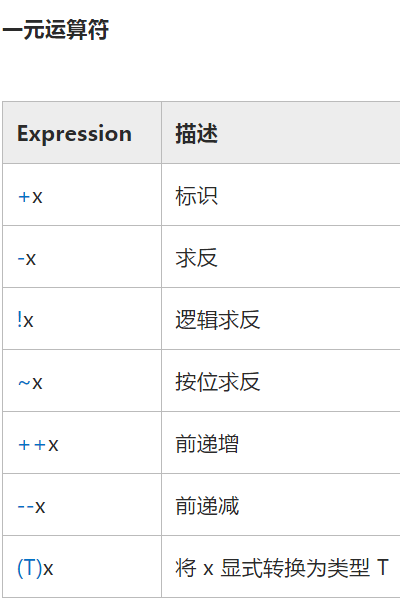 一元运算符
Expression 描述
+x 标识
-x 求反
!x 逻辑求反
~x 按位求反
++x 前递增
--x 前递减
(T)x 将 x 显式转换为类型 T